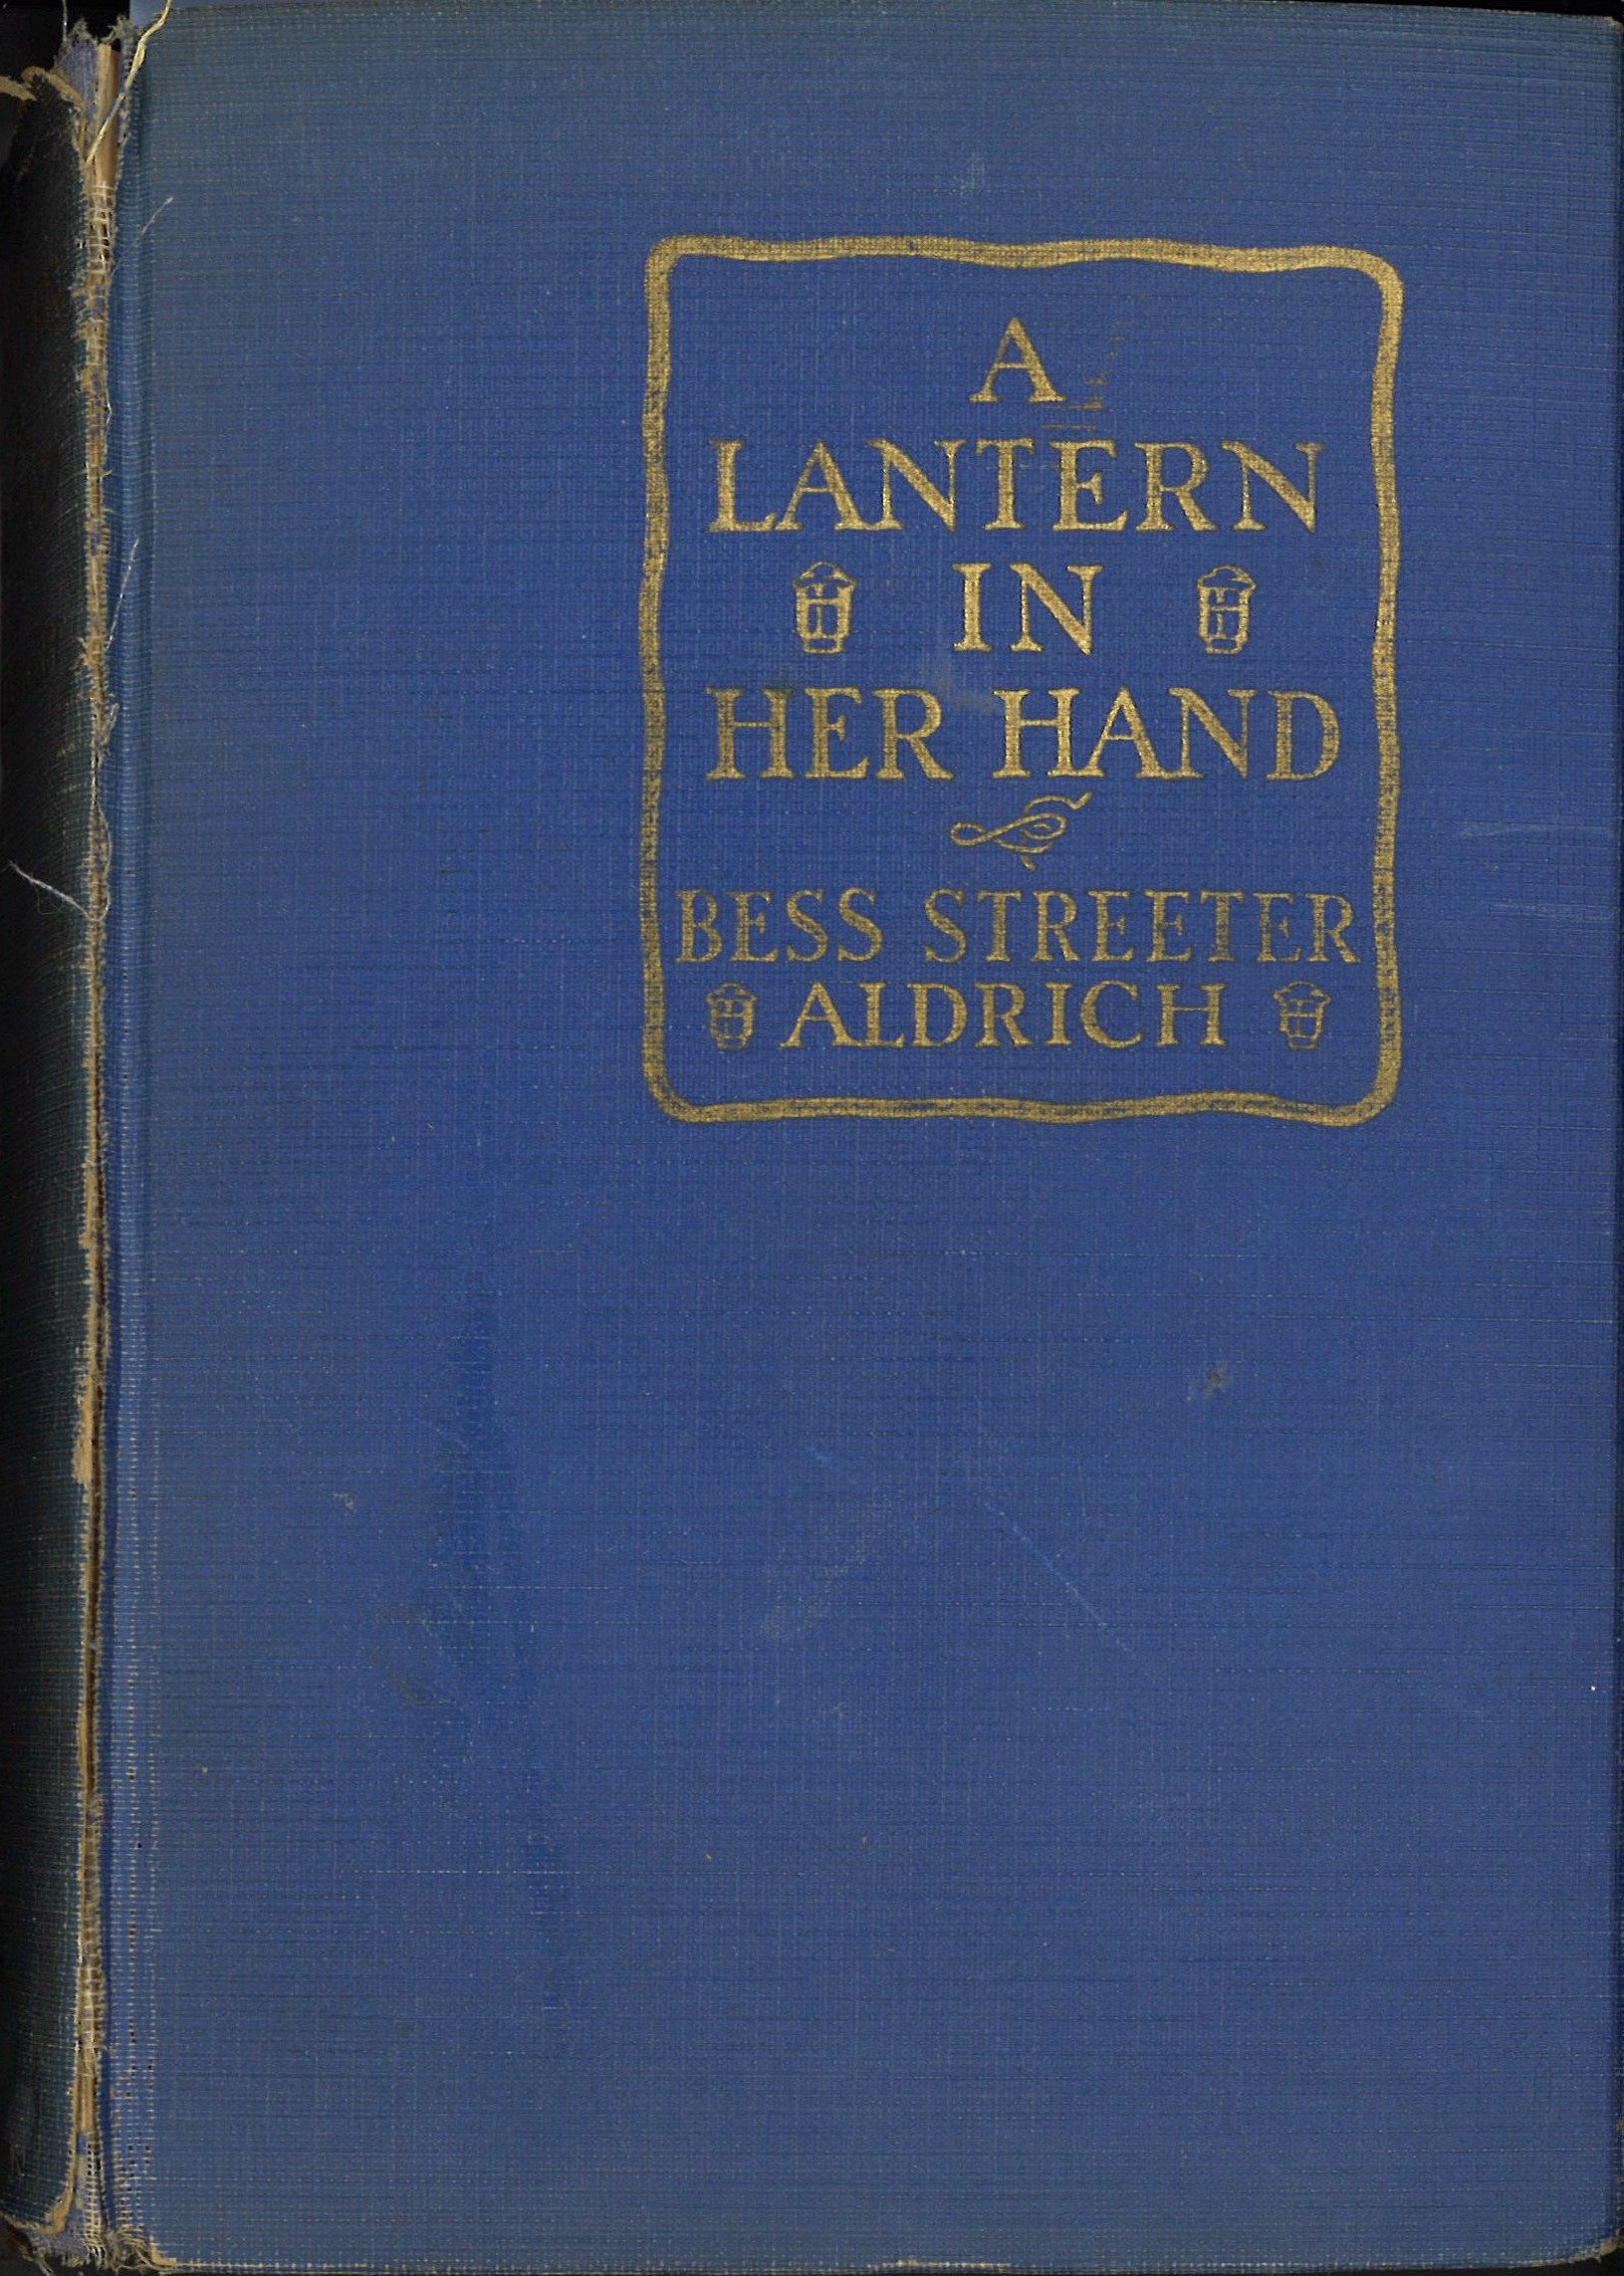 A
LANTERN
IN
HER HAND
BESS STREETER
ALDRICH